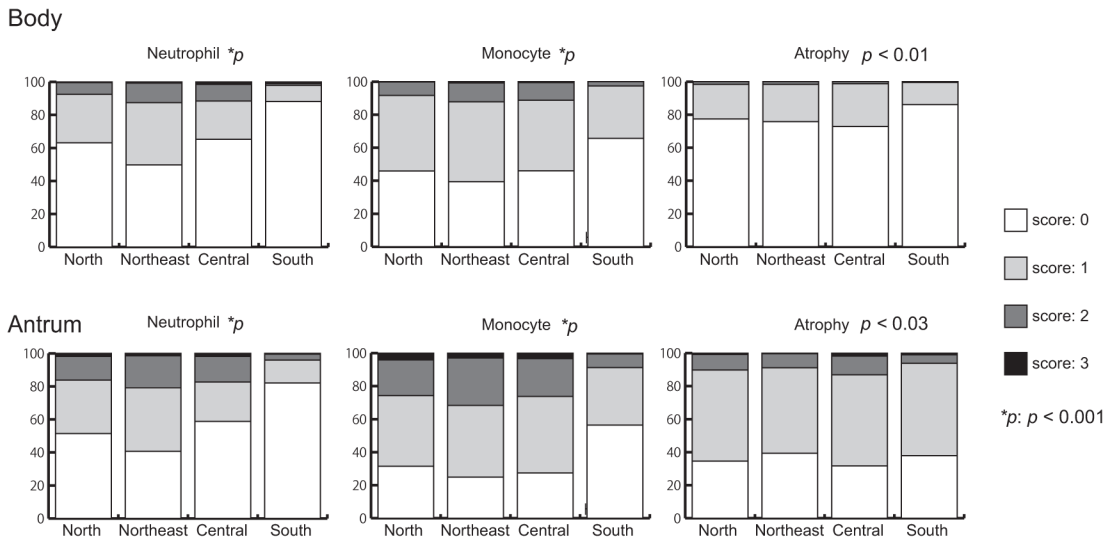 Body
Neutrophil *p
100
80
60
40
20
0
North Northeast Central South
Monocyte *p
100
80
60
40
20
0
North Northeast Central South
Atrophy p < 0.01
100
80
60
40
20
0
North Northeast Central South
Antrum
Neutrophil *p
100
80
60
40
20
0
North Northeast Central South
Monocyte *p
100
80
60
40
20
0
North Northeast Central South
Atrophy p < 0.03
100
80
60
40
20
0
North Northeast Central South
score: 0
score: 1
score: 2
score: 3
*p: p < 0.001